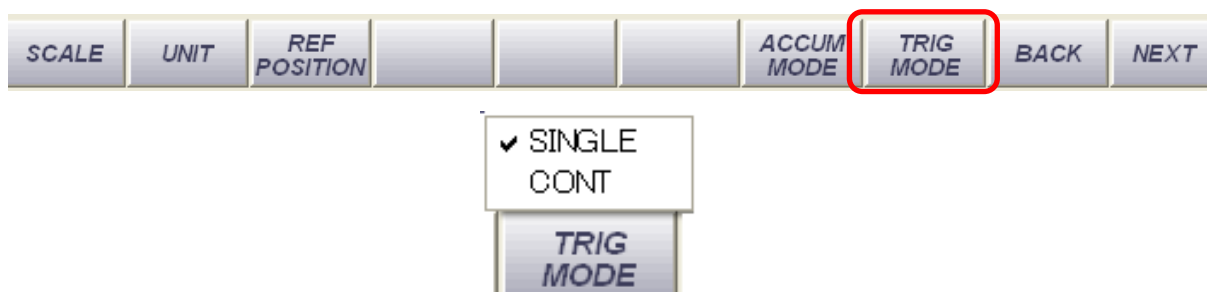 SCALE
UNIT
REF
POSITION
ACCUM
MODE
TRIG
MODE
BACK
NEXT
✔ SINGLE
CONT
TRIG
MODE